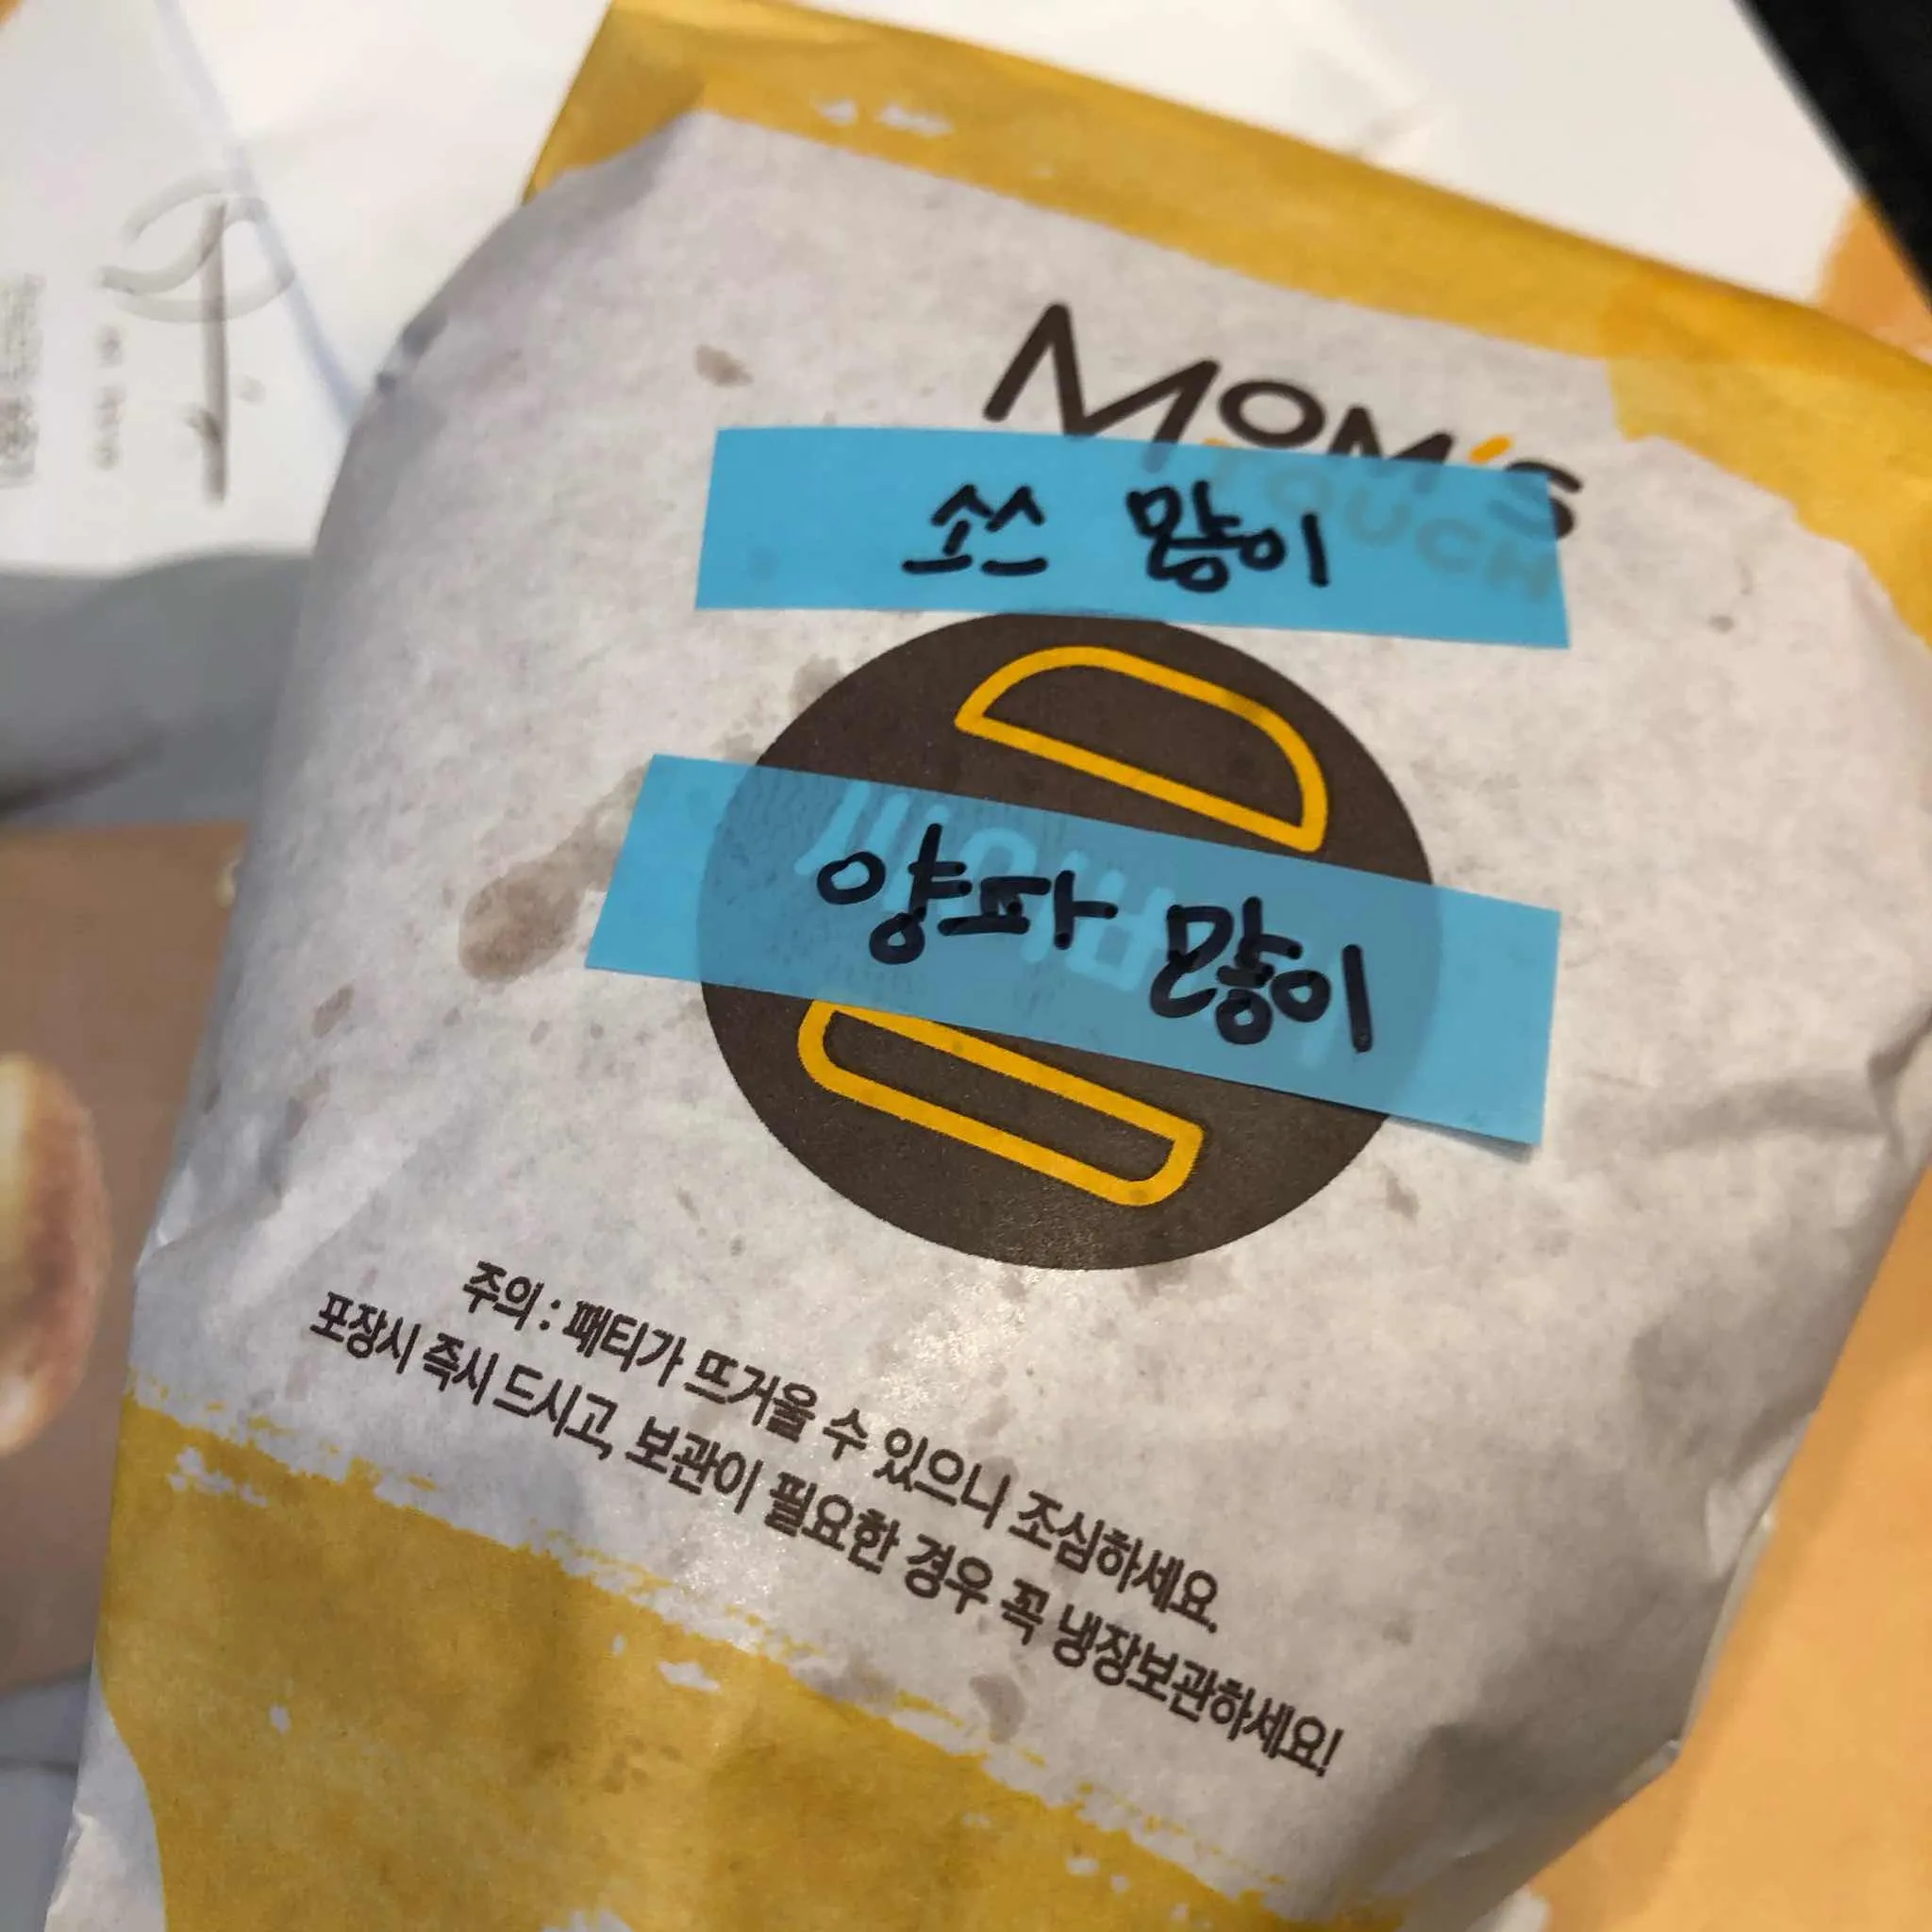 MOM'S
TOUCH
쏘쓰 많이
양파 많이
주의 : 패티가 뜨거울 수 있으니 조심하세요.
포장시 즉시 드시고, 보관이 필요한 경우 꼭 냉장보관하세요!